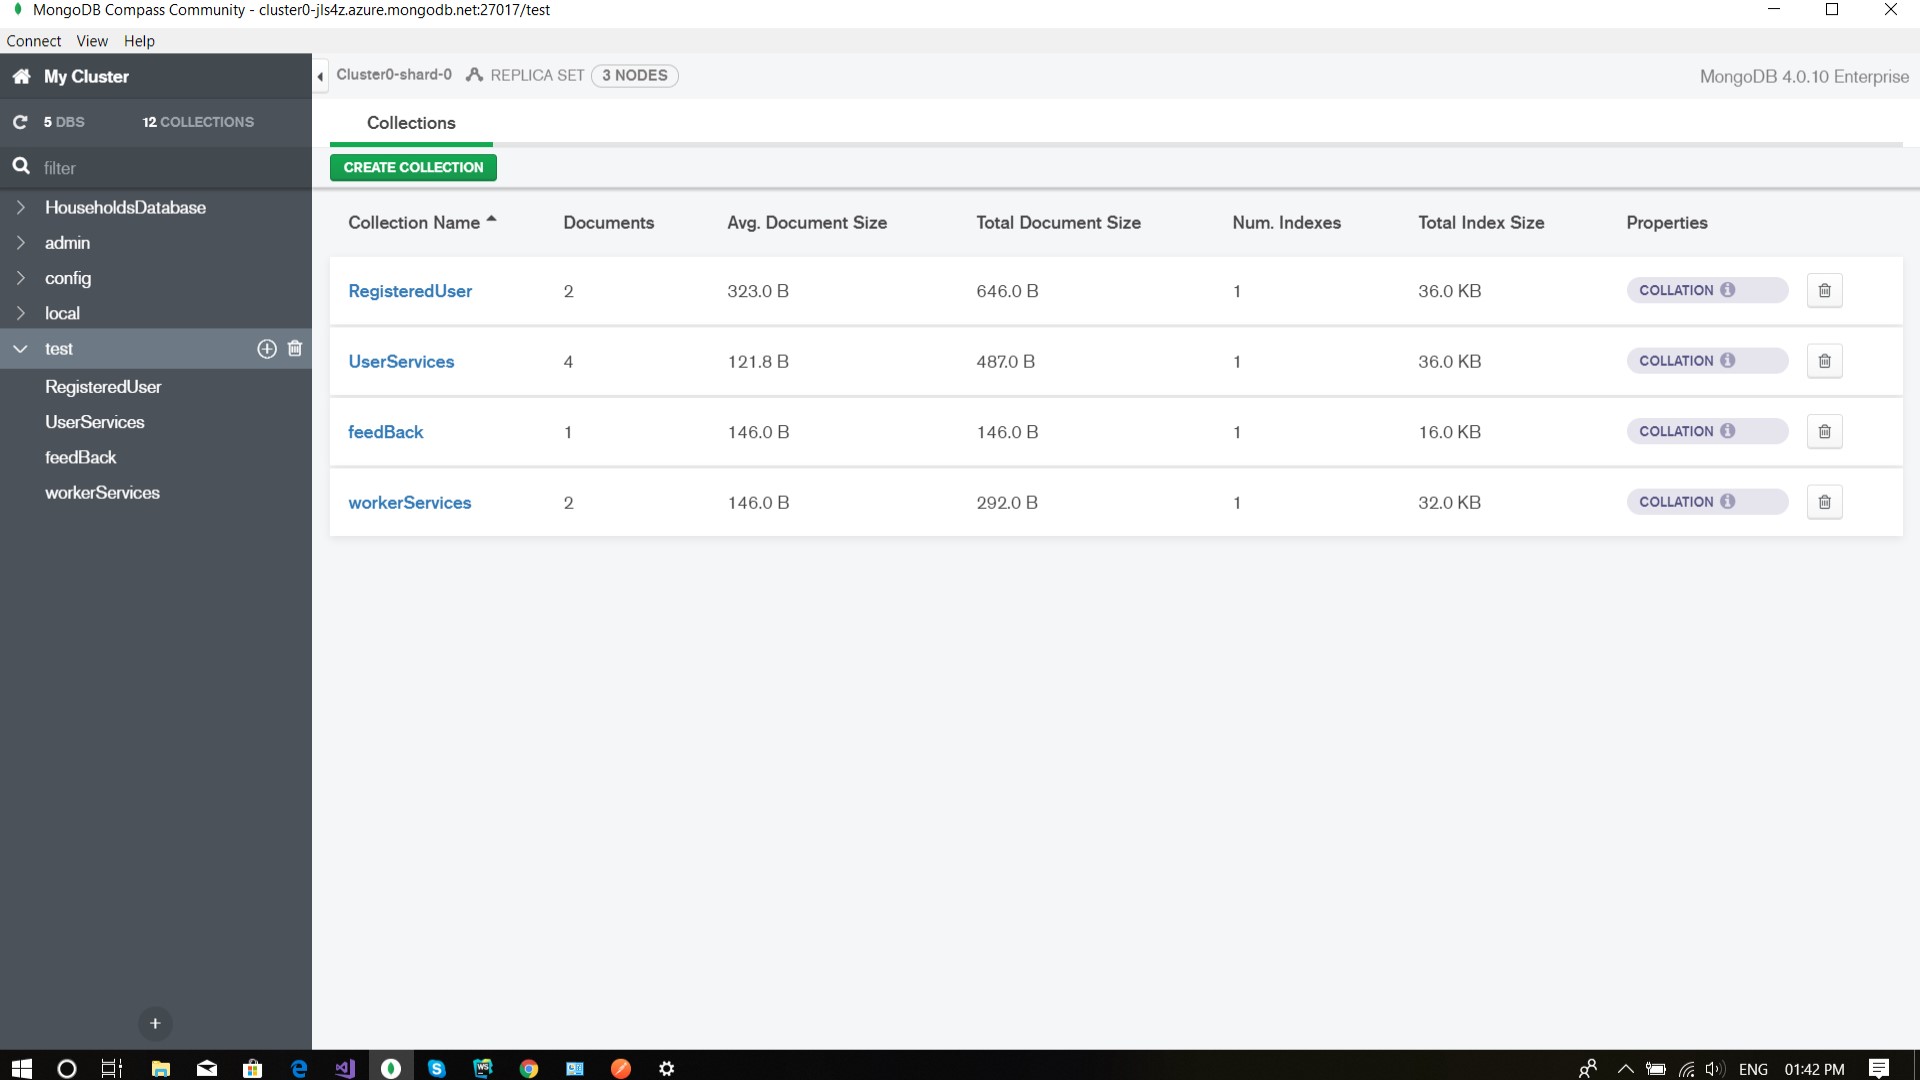 MongoDB Compass Community - cluster0-jls4z.azure.mongodb.net:27017/test
Connect View Help
My Cluster
5 DBS 12 COLLECTIONS
filter
HouseholdsDatabase
admin
config
local
test
RegisteredUser
UserServices
feedBack
workerServices
Cluster0-shard-0 REPLICA SET 3 NODES
MongoDB 4.0.10 Enterprise
Collections
CREATE COLLECTION
Collection Name Documents Avg. Document Size Total Document Size Num. Indexes Total Index Size Properties
RegisteredUser 2 323.0 B 646.0 B 1 36.0 KB COLLATION
UserServices 4 121.8 B 487.0 B 1 36.0 KB COLLATION
feedBack 1 146.0 B 146.0 B 1 16.0 KB COLLATION
workerServices 2 146.0 B 292.0 B 1 32.0 KB COLLATION
ENG 01:42 PM